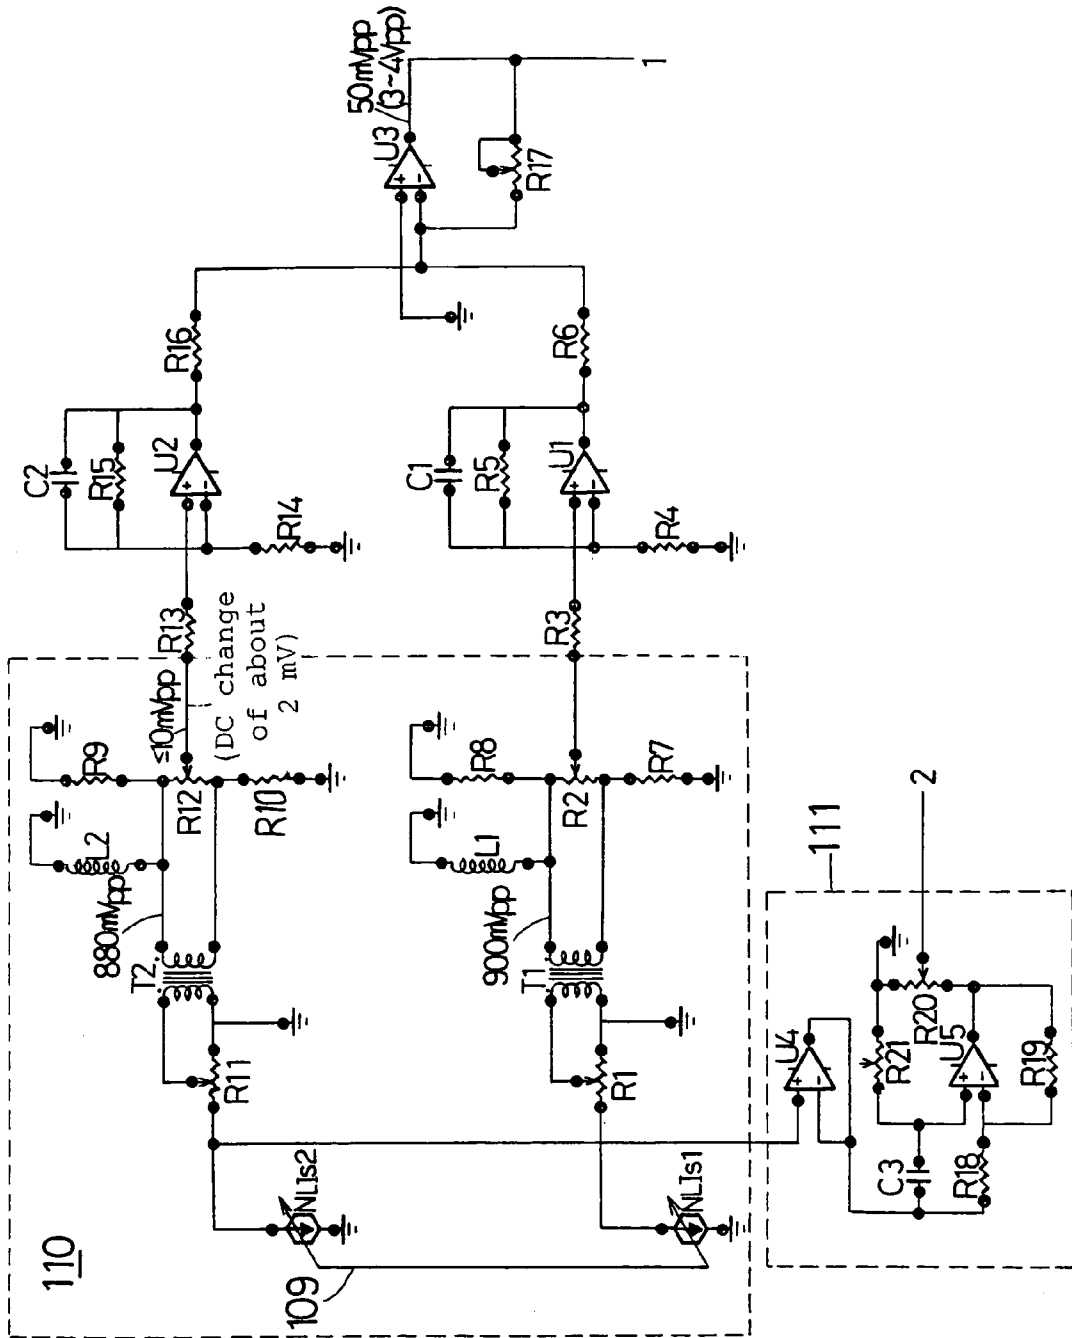 110
109
NLIs2
NLIs1
R11
R1
T2
T1
880mVpp
900mVpp
L2
L1
R9
R12
R10
R8
R2
R7
≤10mVpp
(DC change
of about
2 mV)
R13
R3
C2
R15
U2
R14
C1
R5
U1
R4
R16
R6
50mVpp
(3~4Vpp)
U3
R17
1
111
2
U4
R21
R20
U5
C3
R18
R19